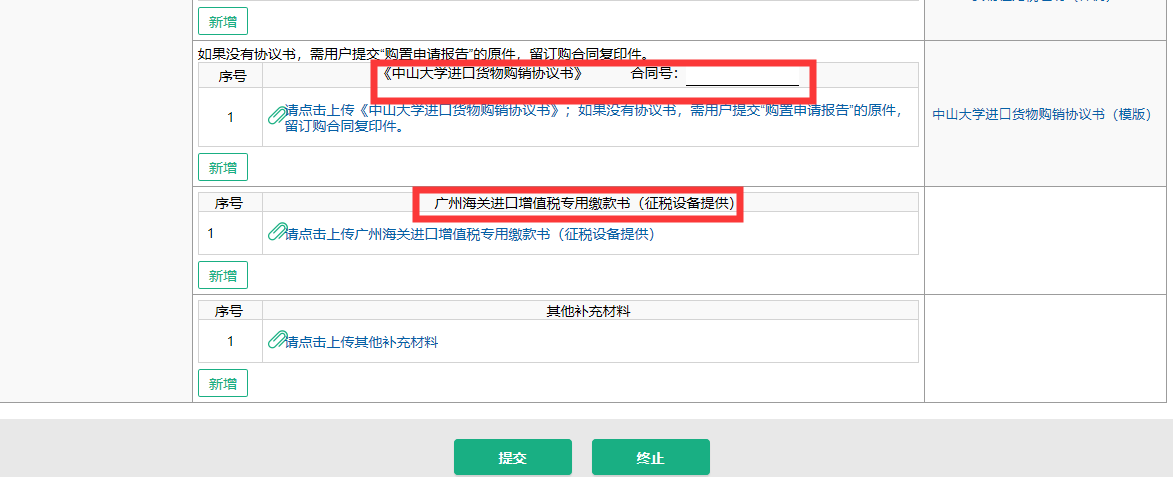 新增
如果没有协议书，需用户提交“购置申请报告”的原件，留订购合同复印件。
序号 《中山大学进口货物购销协议书》 合同号：
1 请点击上传《中山大学进口货物购销协议书》；如果没有协议书，需用户提交“购置申请报告”的原件，
留订购合同复印件。
中山大学进口货物购销协议书（模版）
新增
序号 广州海关进口增值税专用缴款书（征税设备提供）
1 请点击上传广州海关进口增值税专用缴款书（征税设备提供）
新增
序号 其他补充材料
1 请点击上传其他补充材料
新增
提交 终止